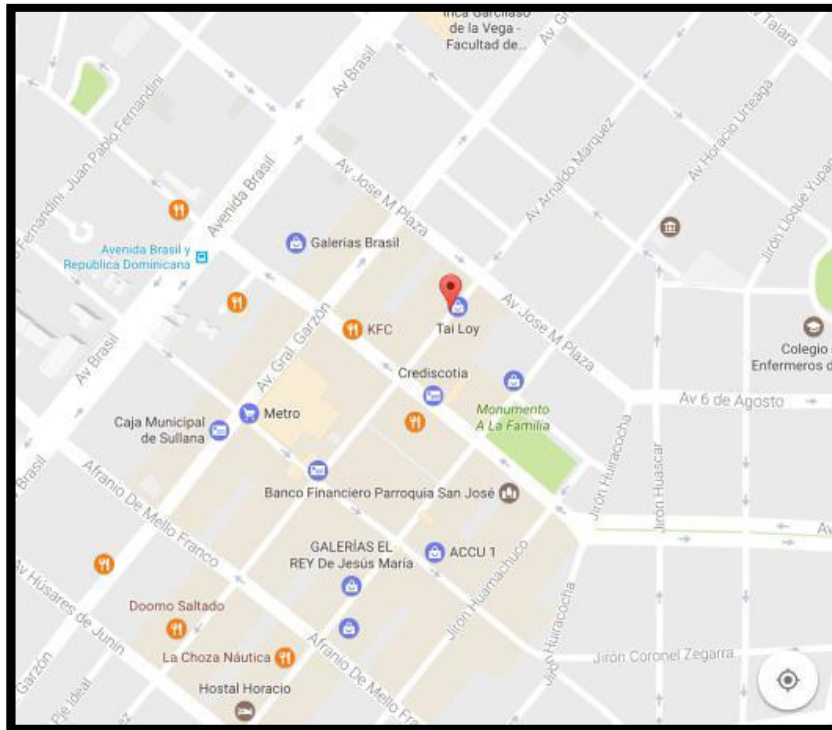 Inca Garcilaso
de la Vega -
Facultad de...
Av Brasil
Talara
Juan Pablo Fernandini
Fernandini
Av Horacio Urteaga
Av Arnaldo Marquez
Av Jose M Plaza
Jirón Lloque Yupan
Avenida Brasil
Avenida Brasil y
República Dominicana
Galerias Brasil
Av. Gral. Garzón
KFC
Tai Loy
Av Jose M Plaza
Colegio
Enfermeros d
Av Brasil
Crediscotia
Av 6 de Agosto
Monumento
A La Familia
Metro
Caja Municipal
de Sullana
Jirón Huiracocha
Jirón Huascar
Brasil
Afranio De Mello Franco
Banco Financiero
Parroquia San José
Av
GALERÍAS EL
REY De Jesús María
ACCU 1
Jirón Huamachuco
Av Húsares de Junín
Doomo Saltado
Jirón Huiracocha
La Choza Náutica
Afranio De Mello Franco
Jirón Coronel Zegarra
Garzon
Pje Ideal
Hostal Horacio